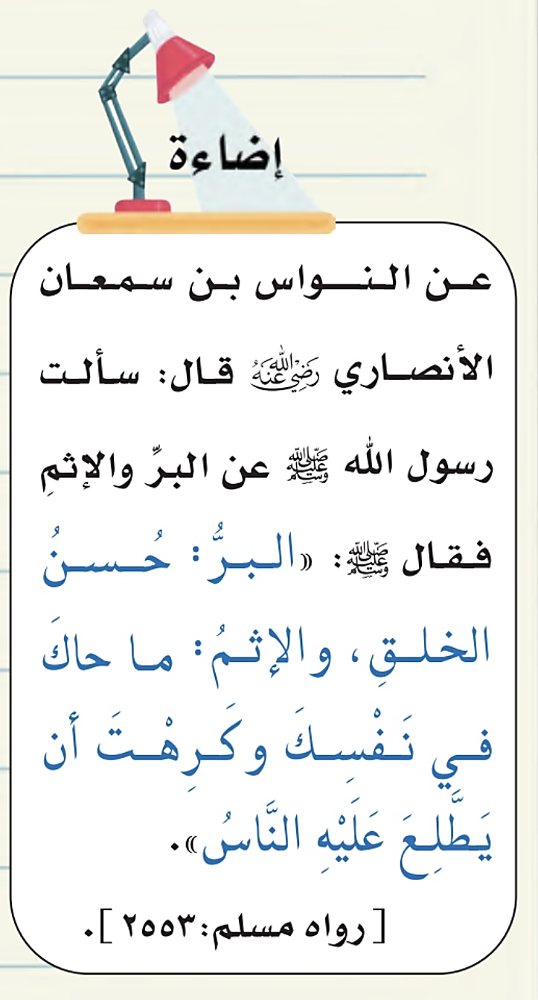 إضاءة
عن النواس بن سمعان
الأنصاري رَضِيَ اللَّهُ عَنْهُ قال: سألت
رسول الله ﷺ عن البرِّ والإثمِ
فقال ﷺ: «البرُّ: حُسنُ
الخلقِ، والإثمُ: ما حاكَ
في نَفْسِكَ وكَرِهْتَ أن
يَطَّلِعَ عَلَيْهِ النَّاسُ».
[رواه مسلم:٢٥٥٣].